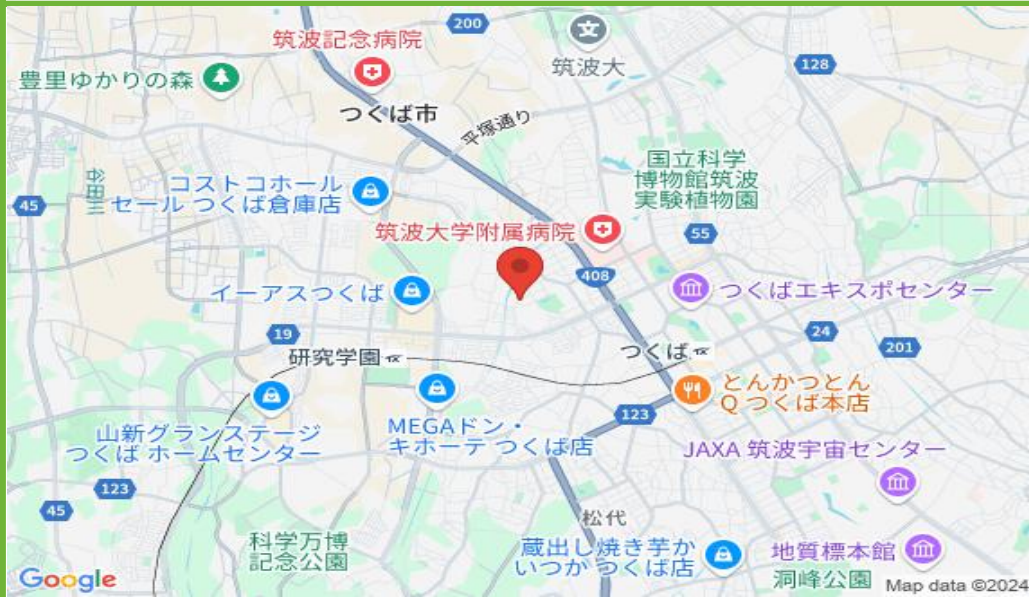 200
筑波記念病院
筑波大
128
豊里ゆかりの森
つくば市
平塚通り
国立科学
博物館筑波
実験植物園
谷田川
コストコホール
セール つくば倉庫店
45
筑波大学附属病院
55
408
イーアスつくば
つくばエキスポセンター
19
24
研究学園
つくば
201
とんかつとん
Q つくば本店
MEGAドン・
キホーテ つくば店
123
山新グランステージ
つくば ホームセンター
JAXA 筑波宇宙センター
123
45
松代
科学万博
記念公園
蔵出し焼き芋か
いつか つくば店
地質標本館
洞峰公園
Google
Map data ©2024